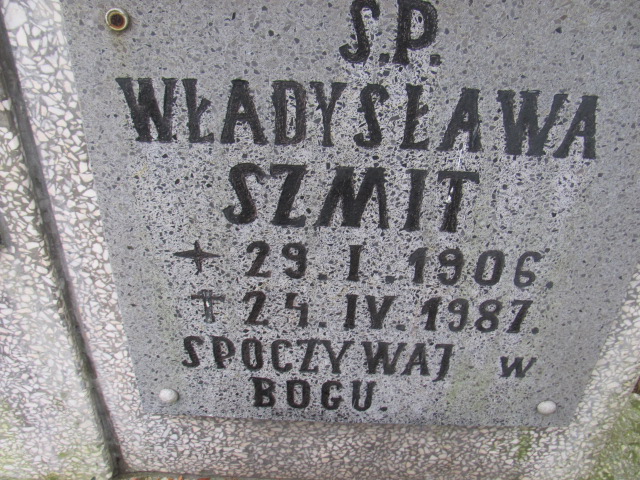 Ś.P.
WŁADYSŁAWA
SZMIT
29.I.1906.
✝ 24.IV.1987.
SPOCZYWAJ W
BOGU.